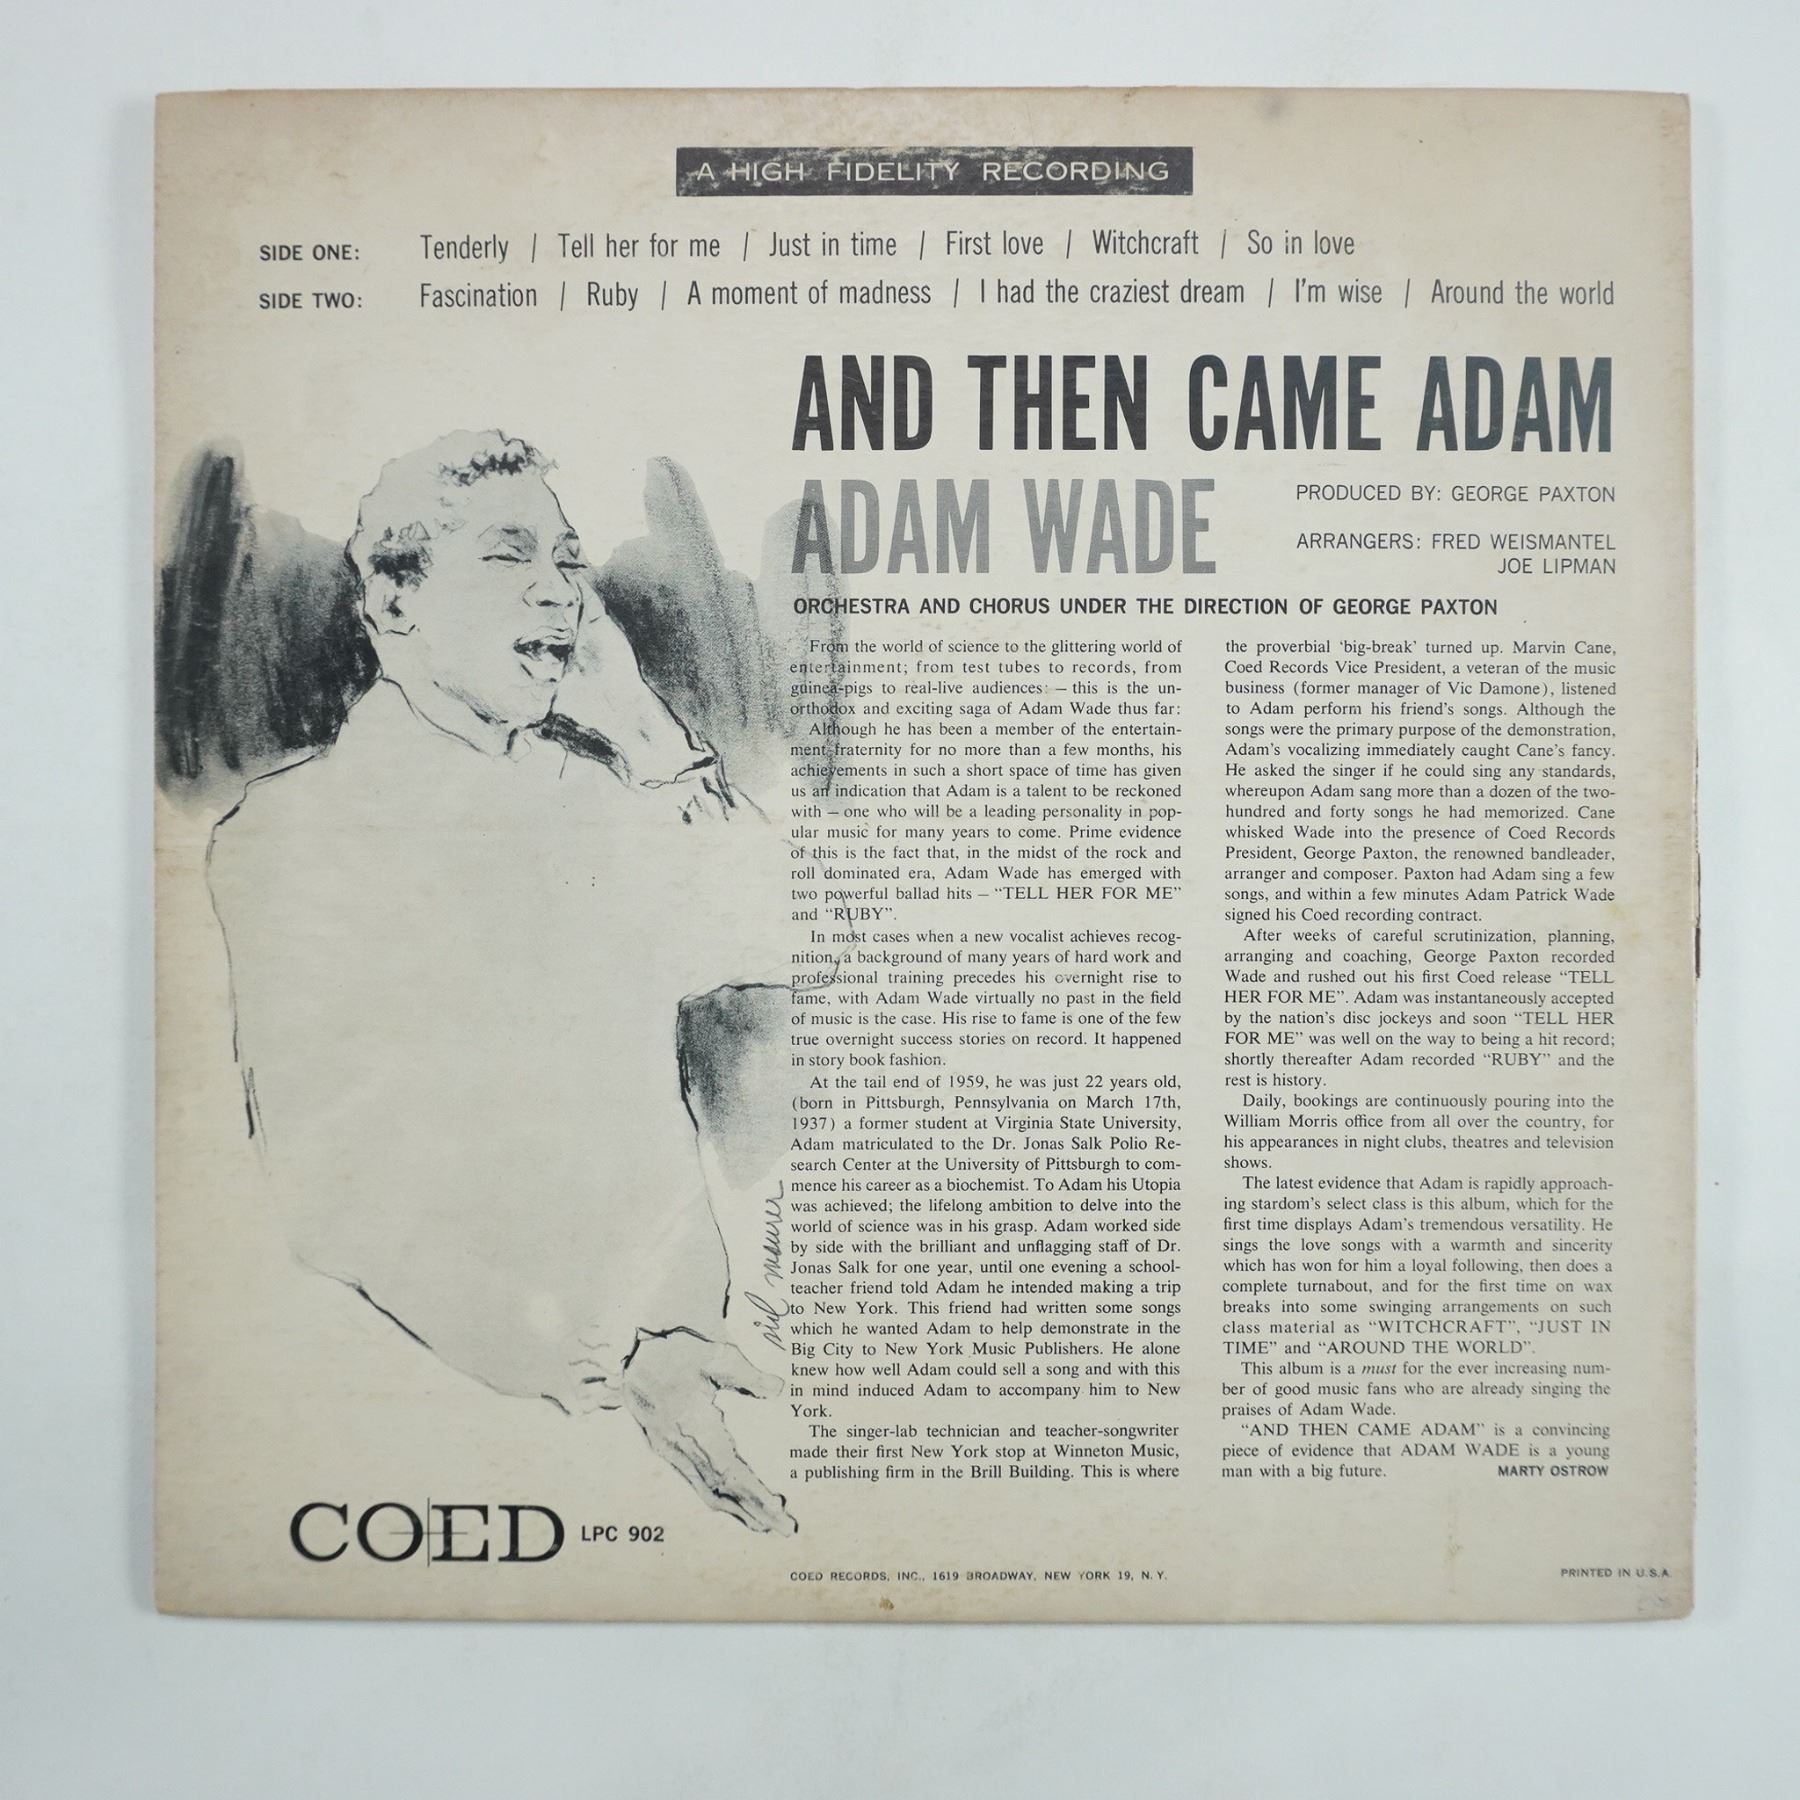 A HIGH FIDELITY RECORDING
SIDE ONE: Tenderly / Tell her for me / Just in time / First love / Witchcraft / So in love
SIDE TWO: Fascination / Ruby / A moment of madness / I had the craziest dream / I'm wise / Around the world
AND THEN CAME ADAM
ADAM WADE
PRODUCED BY: GEORGE PAXTON
ARRANGERS: FRED WEISMANTEL
JOE LIPMAN
ORCHESTRA AND CHORUS UNDER THE DIRECTION OF GEORGE PAXTON
From the world of science to the glittering world of
entertainment; from test tubes to records, from
guinea-pigs to real-live audiences: — this is the un-
orthodox and exciting saga of Adam Wade thus far:
Although he has been a member of the entertain-
ment fraternity for no more than a few months, his
achievements in such a short space of time has given
us an indication that Adam is a talent to be reckoned
with — one who will be a leading personality in pop-
ular music for many years to come. Prime evidence
of this is the fact that, in the midst of the rock and
roll dominated era, Adam Wade has emerged with
two powerful ballad hits — “TELL HER FOR ME”
and “RUBY”.
In most cases when a new vocalist achieves recog-
nition, a background of many years of hard work and
professional training precedes his overnight rise to
fame, with Adam Wade virtually no past in the field
of music is the case. His rise to fame is one of the few
true overnight success stories on record. It happened
in story book fashion.
At the tail end of 1959, he was just 22 years old,
(born in Pittsburgh, Pennsylvania on March 17th,
1937) a former student at Virginia State University,
Adam matriculated to the Dr. Jonas Salk Polio Re-
search Center at the University of Pittsburgh to com-
mence his career as a biochemist. To Adam his Utopia
was achieved; the lifelong ambition to delve into the
world of science was in his grasp. Adam worked side
by side with the brilliant and unflagging staff of Dr.
Jonas Salk for one year, until one evening a school-
teacher friend told Adam he intended making a trip
to New York. This friend had written some songs
which he wanted Adam to help demonstrate in the
Big City to New York Music Publishers. He alone
knew how well Adam could sell a song and with this
in mind induced Adam to accompany him to New
York.
The singer-lab technician and teacher-songwriter
made their first New York stop at Winneton Music,
a publishing firm in the Brill Building. This is where
the proverbial ‘big-break’ turned up. Marvin Cane,
Coed Records Vice President, a veteran of the music
business (former manager of Vic Damone), listened
to Adam perform his friend's songs. Although the
songs were the primary purpose of the demonstration,
Adam's vocalizing immediately caught Cane's fancy.
He asked the singer if he could sing any standards,
whereupon Adam sang more than a dozen of the two-
hundred and forty songs he had memorized. Cane
whisked Wade into the presence of Coed Records
President, George Paxton, the renowned bandleader,
arranger and composer. Paxton had Adam sing a few
songs, and within a few minutes Adam Patrick Wade
signed his Coed recording contract.
After weeks of careful scrutinization, planning,
arranging and coaching, George Paxton recorded
Wade and rushed out his first Coed release “TELL
HER FOR ME”. Adam was instantaneously accepted
by the nation's disc jockeys and soon “TELL HER
FOR ME” was well on the way to being a hit record;
shortly thereafter Adam recorded “RUBY” and the
rest is history.
Daily, bookings are continuously pouring into the
William Morris office from all over the country, for
his appearances in night clubs, theatres and television
shows.
The latest evidence that Adam is rapidly approach-
ing stardom's select class is this album, which for the
first time displays Adam's tremendous versatility. He
sings the love songs with a warmth and sincerity
which has won for him a loyal following, then does a
complete turnabout, and for the first time on wax
breaks into some swinging arrangements on such
class material as “WITCHCRAFT”, “JUST IN
TIME” and “AROUND THE WORLD”.
This album is a must for the ever increasing num-
ber of good music fans who are already singing the
praises of Adam Wade.
“AND THEN CAME ADAM” is a convincing
piece of evidence that ADAM WADE is a young
man with a big future. MARTY OSTROW
sid maurer
COED LPC 902
COED RECORDS, INC., 1619 BROADWAY, NEW YORK 19, N. Y.
PRINTED IN U.S.A.